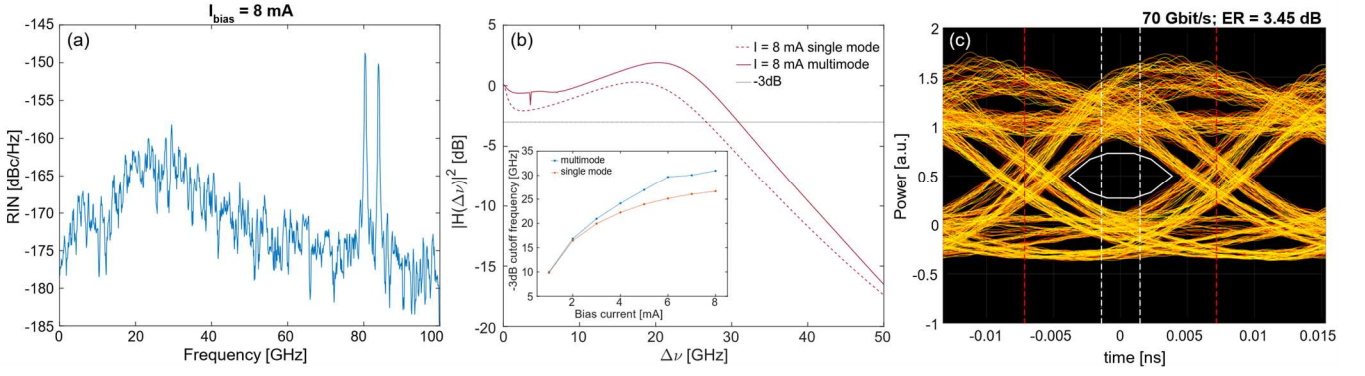 I_bias = 8 mA
(a)
RIN [dBc/Hz]
-145
-150
-155
-160
-165
-170
-175
-180
-185
0
20
40
60
80
100
Frequency [GHz]
(b)
I = 8 mA single mode
I = 8 mA multimode
-3dB
|H(Δν)|² [dB]
5
0
-5
-10
-15
-20
0
10
20
30
40
50
Δν [GHz]
multimode
single mode
-3dB cutoff frequency [GHz]
35
30
25
20
15
10
5
2
4
6
8
Bias current [mA]
70 Gbit/s; ER = 3.45 dB
(c)
Power [a.u.]
2
1.5
1
0.5
0
-0.5
-1
-0.01
-0.005
0
0.005
0.01
0.015
time [ns]